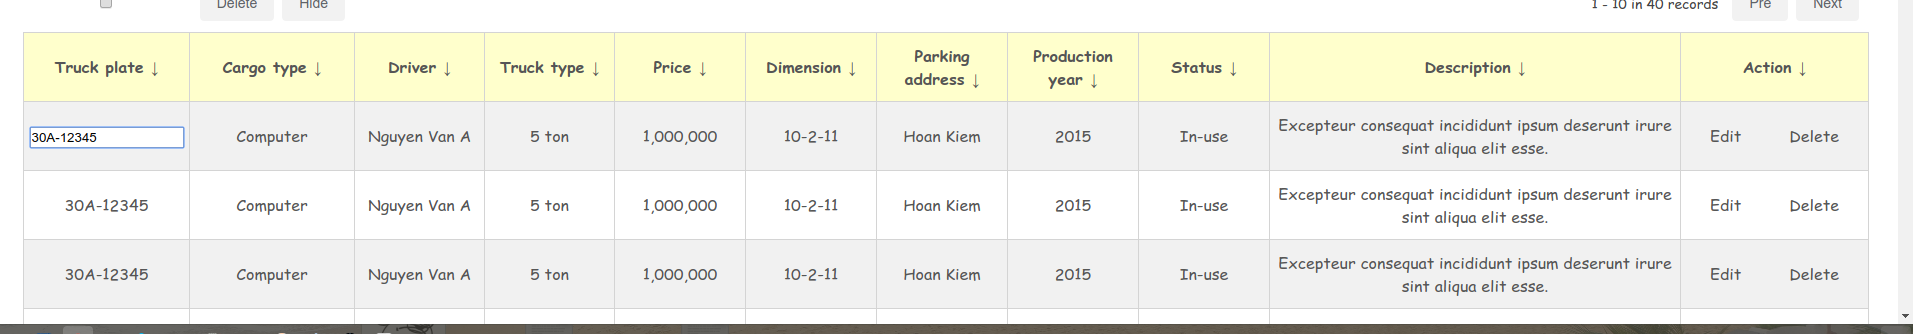 Delete Hide 1 - 10 in 40 records Pre Next
Truck plate ↓ Cargo type ↓ Driver ↓ Truck type ↓ Price ↓ Dimension ↓ Parking address ↓ Production year ↓ Status ↓ Description ↓ Action ↓
30A-12345 Computer Nguyen Van A 5 ton 1,000,000 10-2-11 Hoan Kiem 2015 In-use Excepteur consequat incididunt ipsum deserunt irure
sint aliqua elit esse. Edit Delete
30A-12345 Computer Nguyen Van A 5 ton 1,000,000 10-2-11 Hoan Kiem 2015 In-use Excepteur consequat incididunt ipsum deserunt irure
sint aliqua elit esse. Edit Delete
30A-12345 Computer Nguyen Van A 5 ton 1,000,000 10-2-11 Hoan Kiem 2015 In-use Excepteur consequat incididunt ipsum deserunt irure
sint aliqua elit esse. Edit Delete